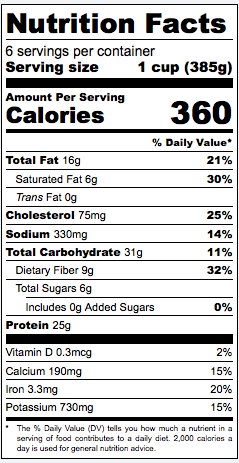 Nutrition Facts
6 servings per container
Serving size 1 cup (385g)
Amount Per Serving
Calories 360
% Daily Value*
Total Fat 16g 21%
Saturated Fat 6g 30%
Trans Fat 0g
Cholesterol 75mg 25%
Sodium 330mg 14%
Total Carbohydrate 31g 11%
Dietary Fiber 9g 32%
Total Sugars 6g
Includes 0g Added Sugars 0%
Protein 25g
Vitamin D 0.3mcg 2%
Calcium 190mg 15%
Iron 3.3mg 20%
Potassium 730mg 15%
* The % Daily Value (DV) tells you how much a nutrient in a
serving of food contributes to a daily diet. 2,000 calories a
day is used for general nutrition advice.